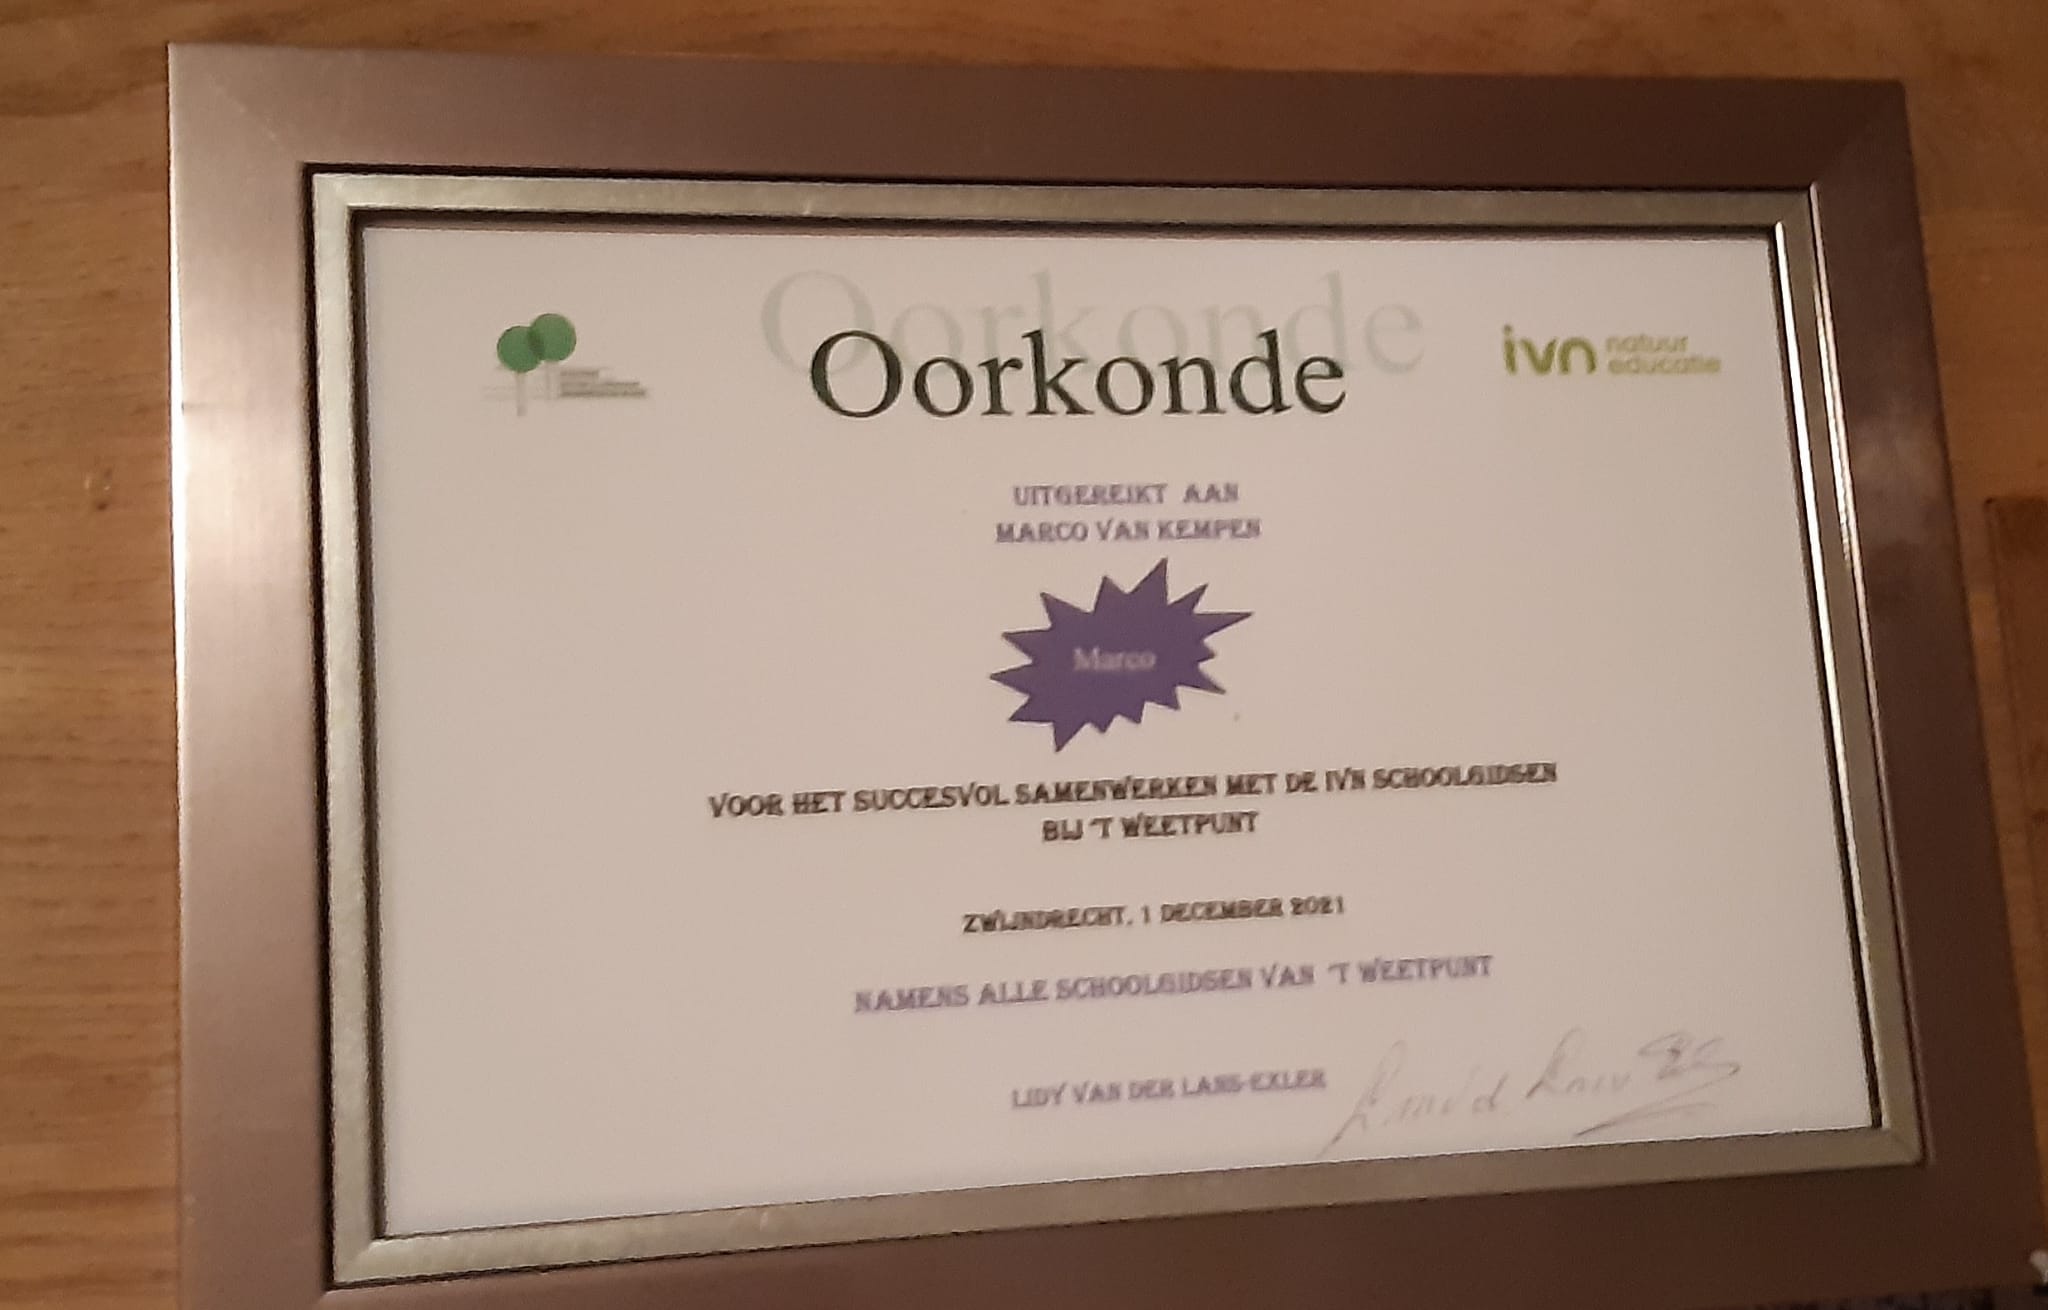 Oorkonde
ivn natuur
educatie
UITGEREIKT AAN
MARCO VAN KEMPEN
Marco
VOOR HET SUCCESVOL SAMENWERKEN MET DE IVN SCHOOLGIDSEN
BIJ 'T WEETPUNT
ZWIJNDRECHT, 1 DECEMBER 2021
NAMENS ALLE SCHOOLGIDSEN VAN 'T WEETPUNT
LIDY VAN DER LANS-EXLER